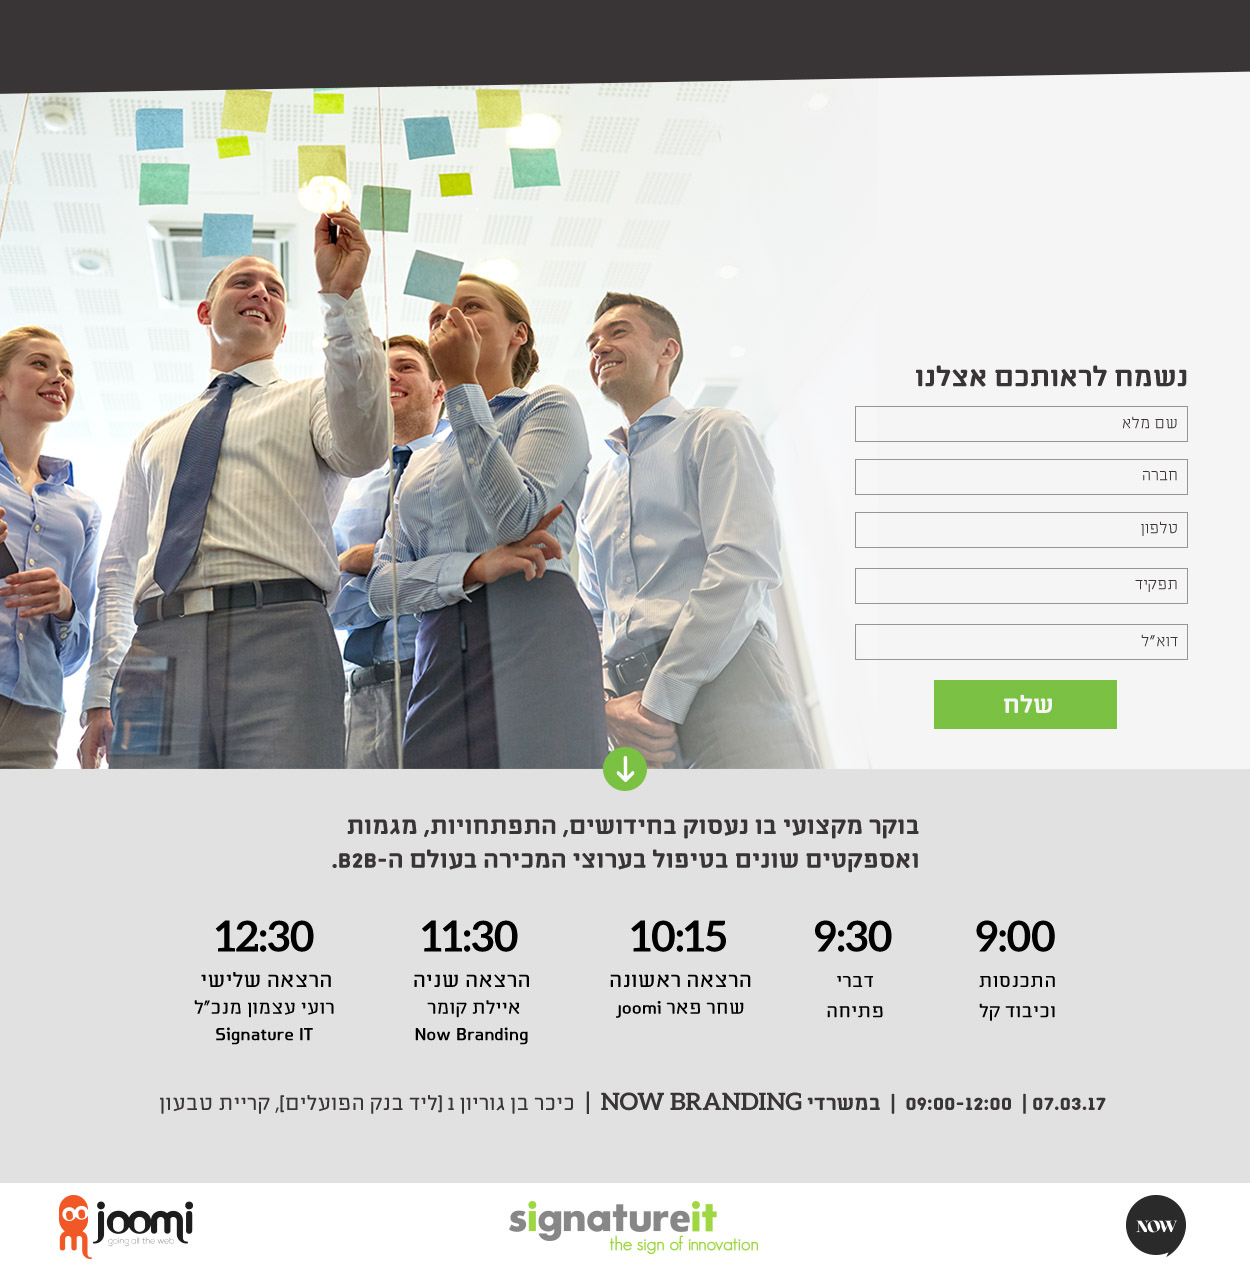 נשמח לראותכם אצלנו
שם מלא
חברה
טלפון
תפקיד
דוא"ל
שלח
בוקר מקצועי בו נעסוק בחידושים, התפתחויות, מגמות
ואספקטים שונים בטיפול בערוצי המכירה בעולם ה-B2B.
9:00
התכנסות
וכיבוד קל
9:30
דברי
פתיחה
10:15
הרצאה ראשונה
שחר פאר joomi
11:30
הרצאה שניה
איילת קומר
Now Branding
12:30
הרצאה שלישי
רועי עצמון מנכ"ל
Signature IT
07.03.17 | 09:00-12:00 | במשרדי NOW BRANDING | כיכר בן גוריון 1 [ליד בנק הפועלים], קריית טבעון
joomi
going all the web
signatureit
the sign of innovation
NOW